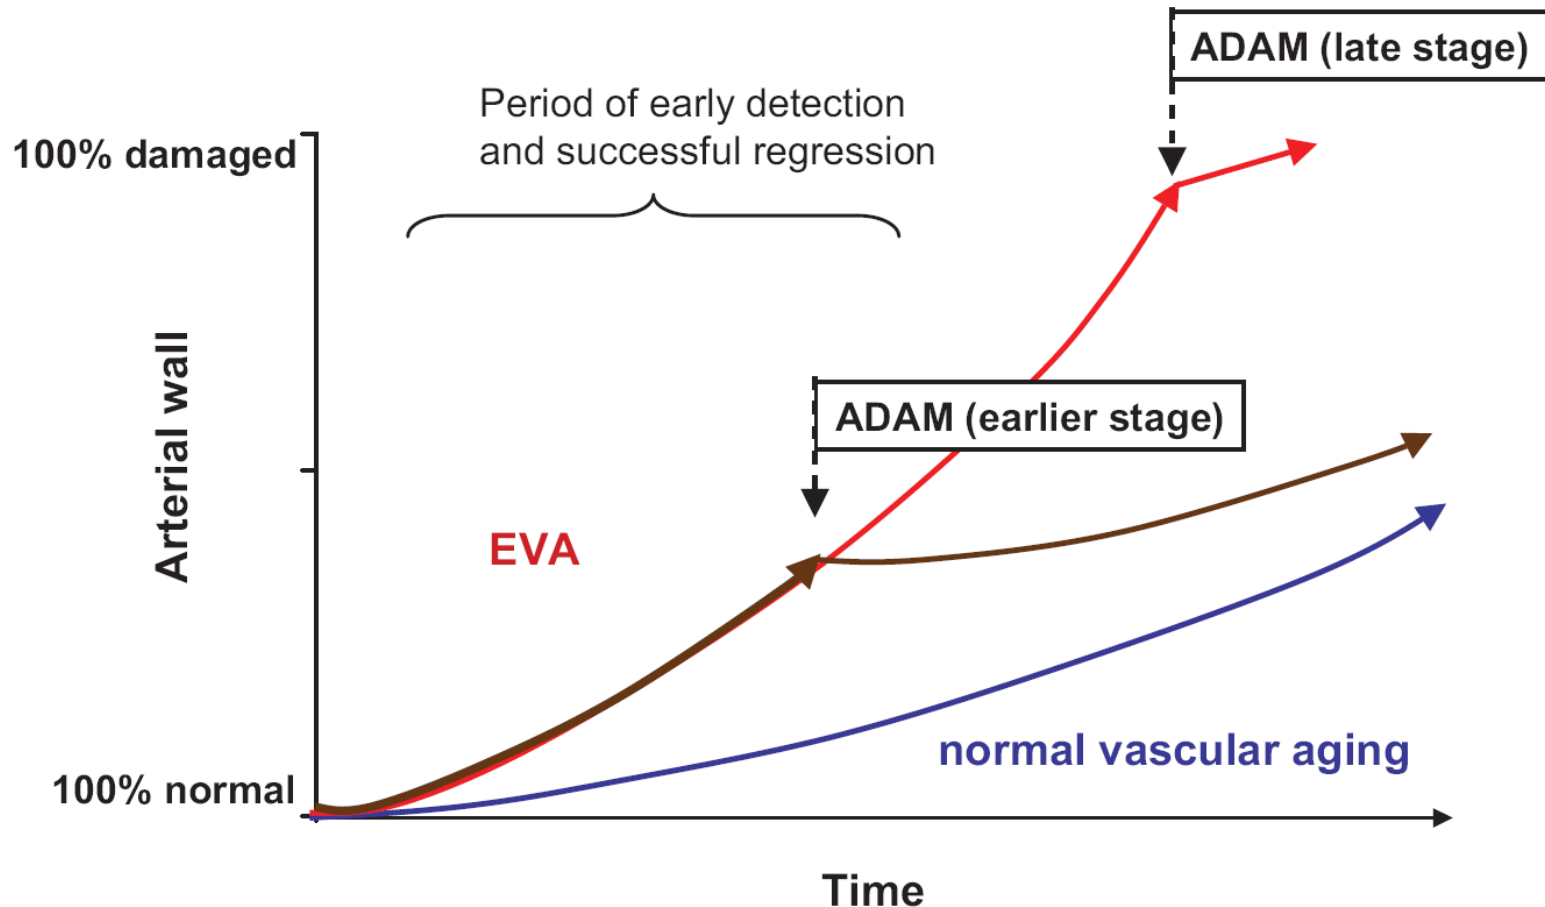 ADAM (late stage)
Period of early detection
and successful regression
100% damaged
ADAM (earlier stage)
Arterial wall
EVA
normal vascular aging
100% normal
Time